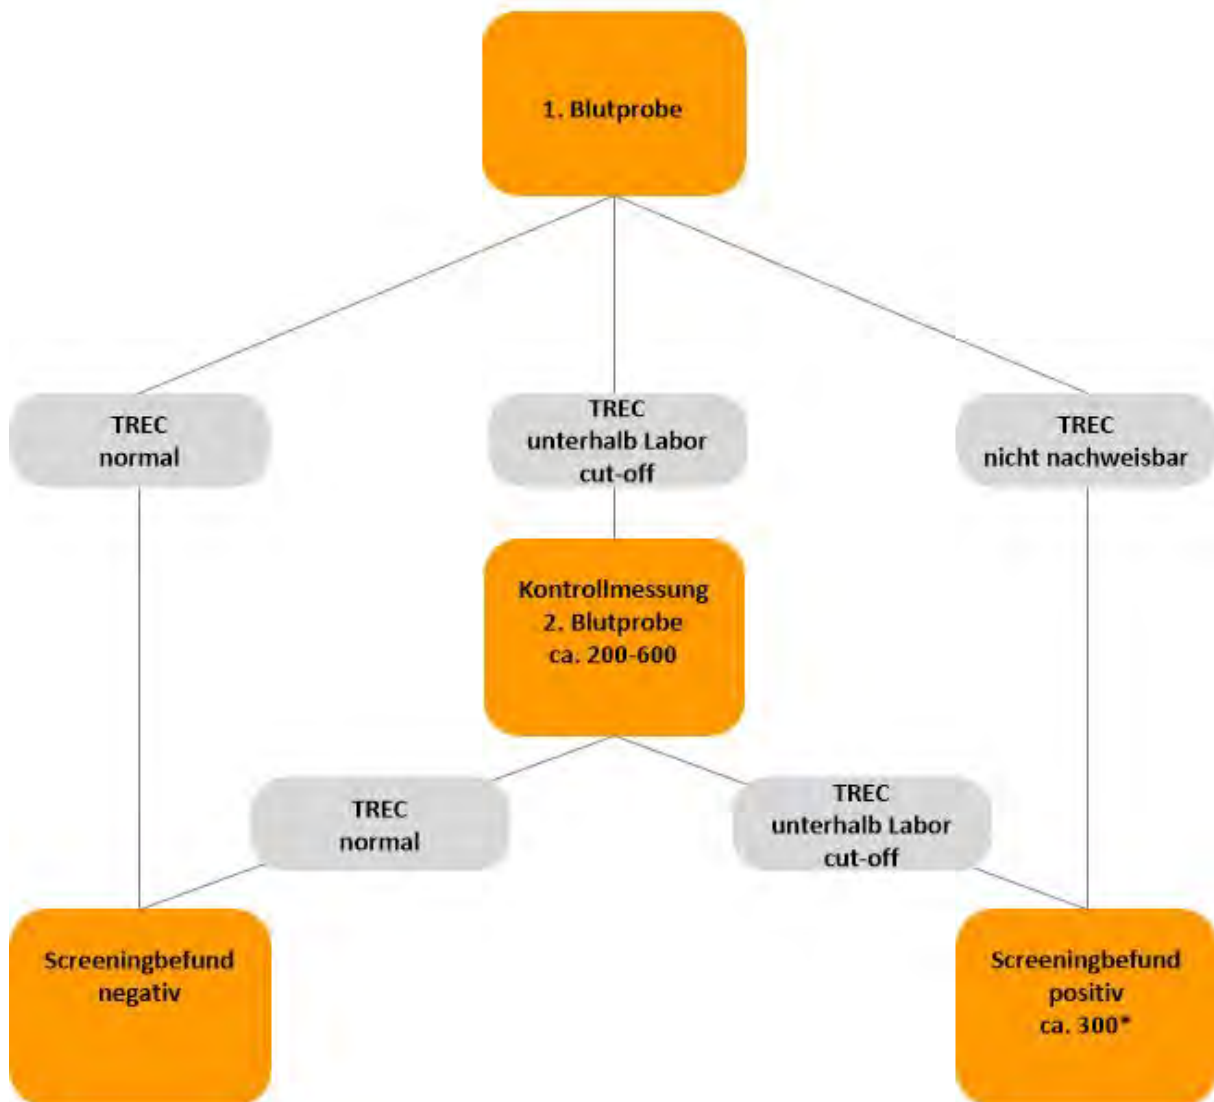 1. Blutprobe
TREC
normal
TREC
unterhalb Labor
cut-off
TREC
nicht nachweisbar
Kontrollmessung
2. Blutprobe
ca. 200-600
TREC
normal
TREC
unterhalb Labor
cut-off
Screeningbefund
negativ
Screeningbefund
positiv
ca. 300*